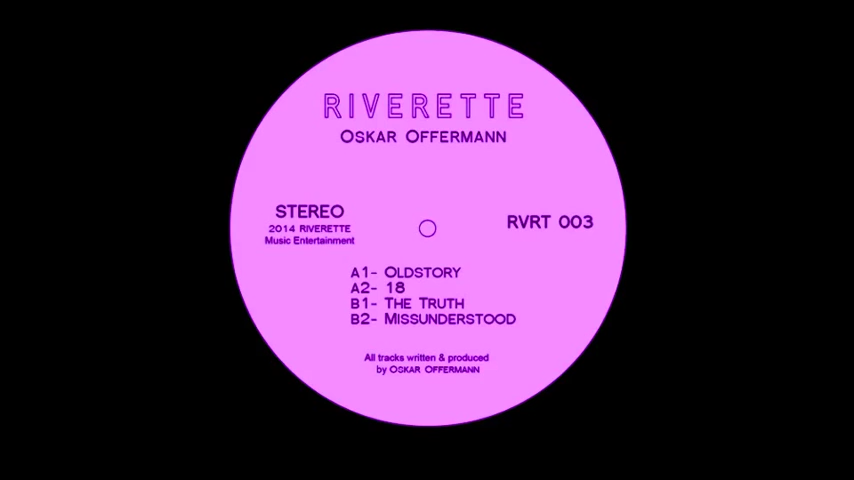 RIVERETTE
OSKAR OFFERMANN
STEREO
2014 RIVERETTE
Music Entertainment
RVRT 003
A1- OLDSTORY
A2- 18
B1- THE TRUTH
B2- MISSUNDERSTOOD
All tracks written & produced
by OSKAR OFFERMANN